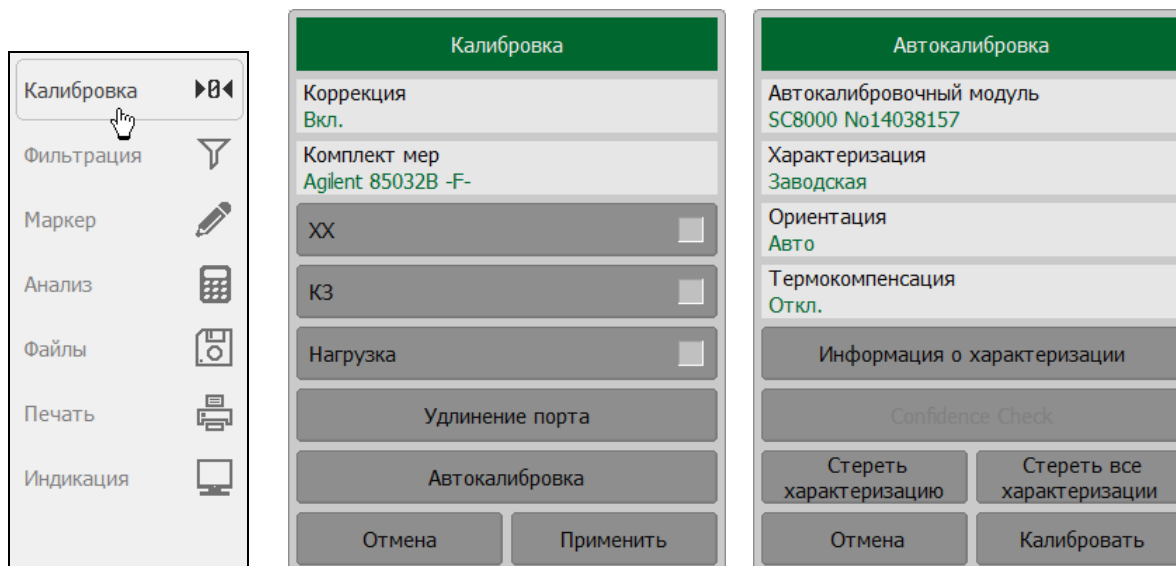 Калибровка
Фильтрация
Маркер
Анализ
Файлы
Печать
Индикация
Калибровка
Коррекция
Вкл.
Комплект мер
Agilent 85032B -F-
ХХ
КЗ
Нагрузка
Удлинение порта
Автокалибровка
Отмена
Применить
Автокалибровка
Автокалибровочный модуль
SC8000 No14038157
Характеризация
Заводская
Ориентация
Авто
Термокомпенсация
Откл.
Информация о характеризации
Confidence Check
Стереть
характеризацию
Стереть все
характеризации
Отмена
Калибровать